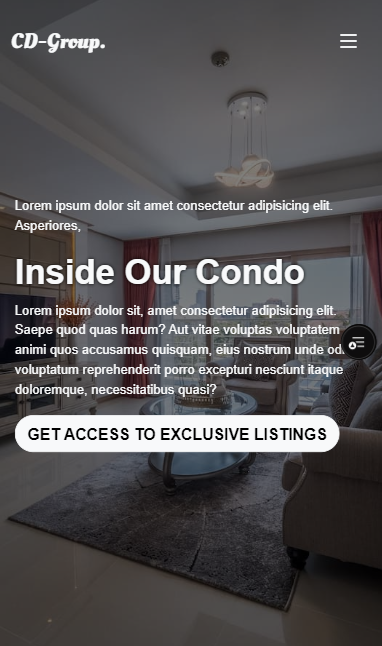 CD-Group.
Lorem ipsum dolor sit amet consectetur adipisicing elit.
Asperiores,
Inside Our Condo
Lorem ipsum dolor sit, amet consectetur adipisicing elit.
Saepe quod quas harum? Aut vitae voluptas voluptatem
animi quos accusamus quisquam, eius nostrum unde odi
voluptatum reprehenderit porro excepturi nesciunt itaque
doloremque, necessitatibus quasi?
GET ACCESS TO EXCLUSIVE LISTINGS